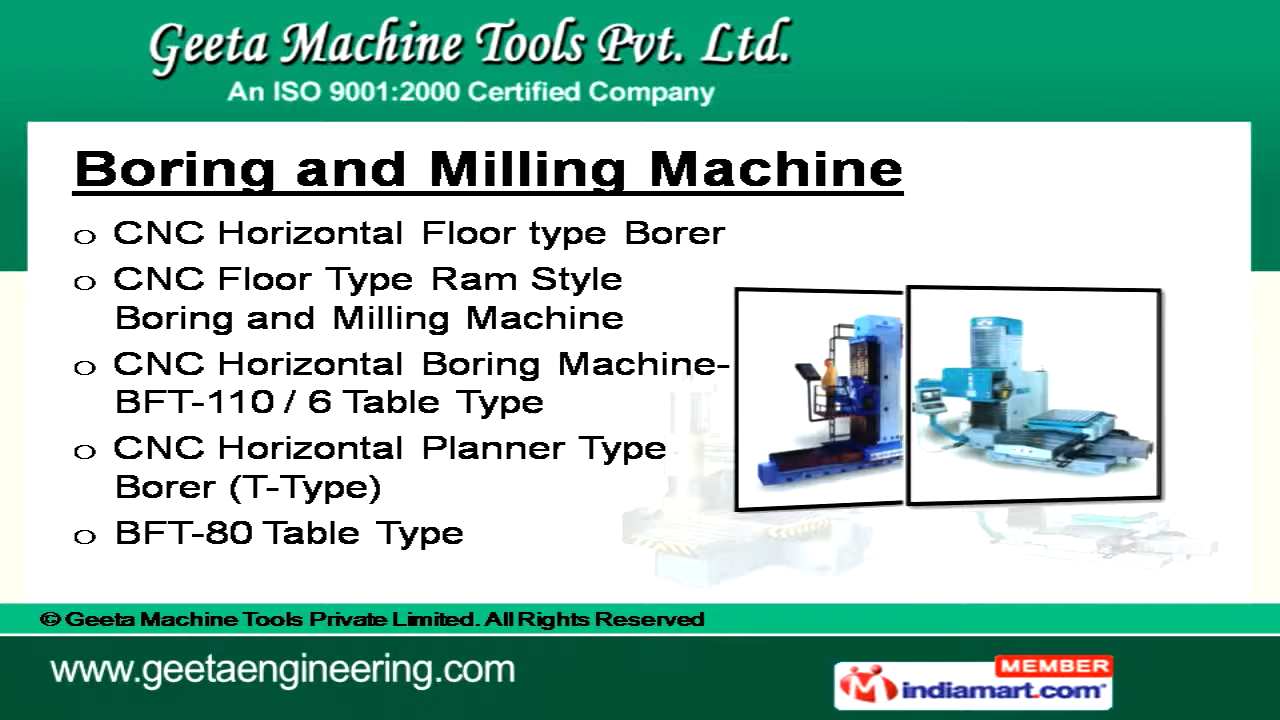 Geeta Machine Tools Pvt. Ltd.
An ISO 9001:2000 Certified Company
Boring and Milling Machine
o CNC Horizontal Floor type Borer
o CNC Floor Type Ram Style
Boring and Milling Machine
o CNC Horizontal Boring Machine-
BFT-110 / 6 Table Type
o CNC Horizontal Planner Type
Borer (T-Type)
o BFT-80 Table Type
© Geeta Machine Tools Private Limited. All Rights Reserved
www.geetaengineering.com
MEMBER
indiamart.com